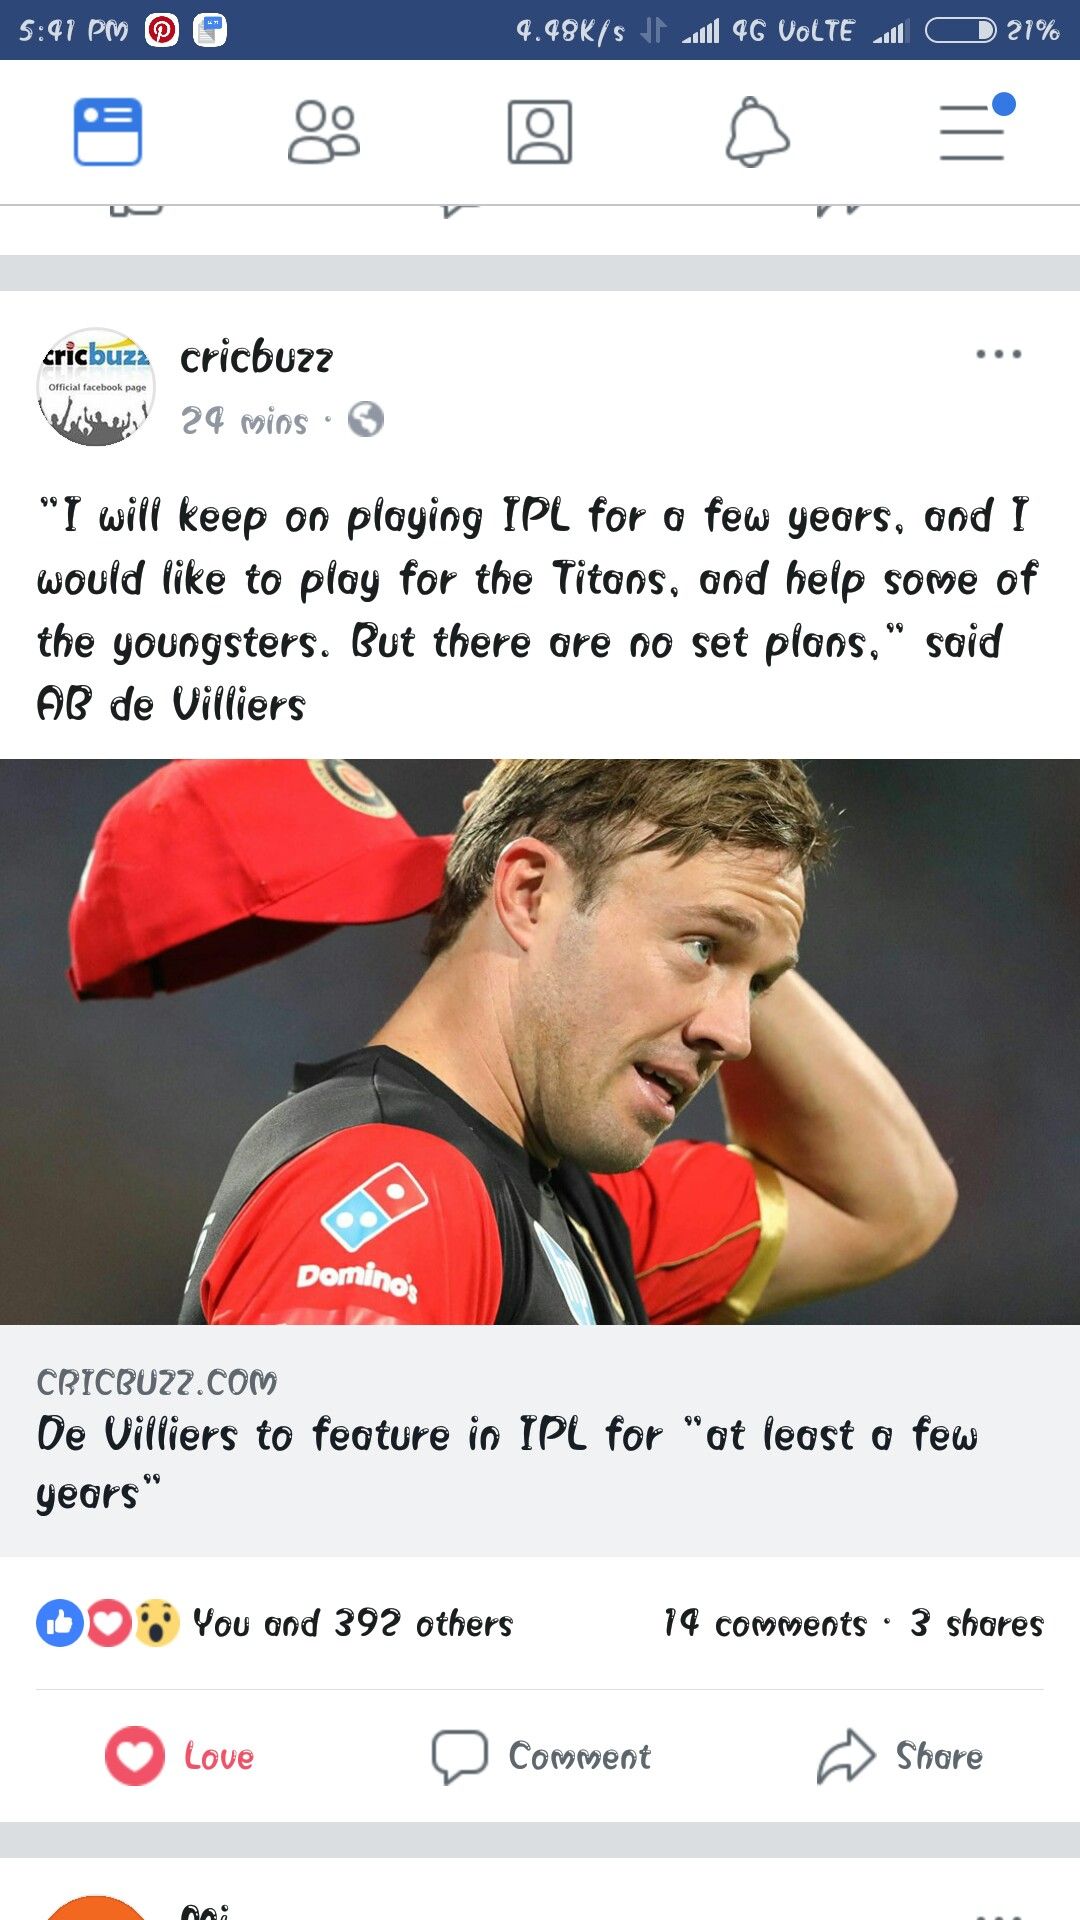 5:41 PM
4.48K/s 4G VoLTE 21%
cricbuzz
Official facebook page
cricbuzz
24 mins ·
"I will keep on playing IPL for a few years, and I
would like to play for the Titans, and help some of
the youngsters. But there are no set plans," said
AB de Villiers
Domino's
CRICBUZZ.COM
De Villiers to feature in IPL for "at least a few
years"
You and 392 others
14 comments · 3 shares
Love
Comment
Share